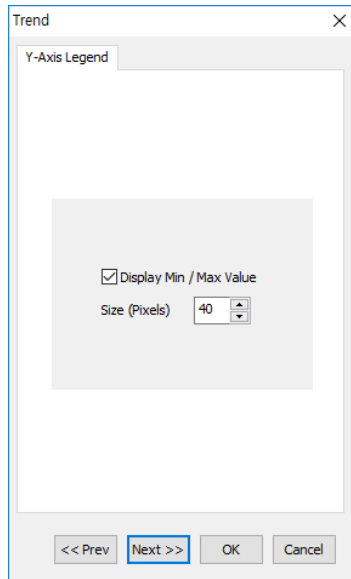 Trend
Y-Axis Legend
Display Min / Max Value
Size (Pixels) 40
<< Prev Next >> OK Cancel